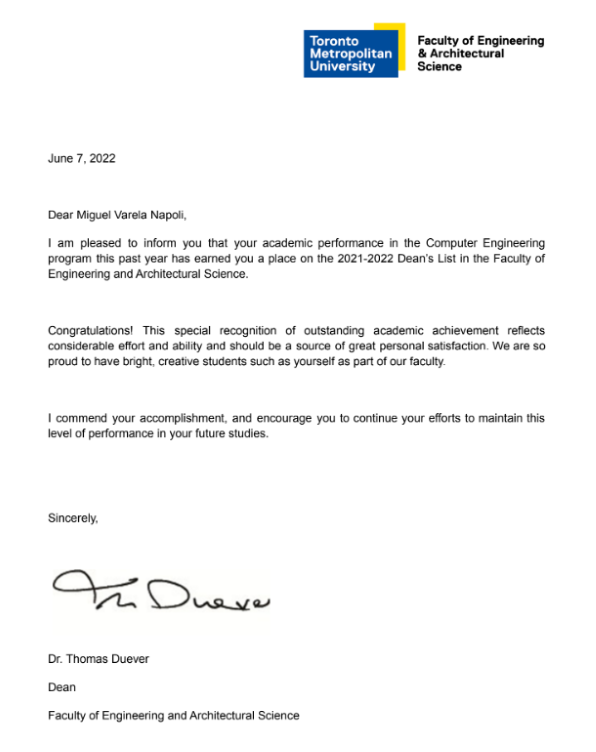 Toronto
Metropolitan
University
Faculty of Engineering
& Architectural
Science
June 7, 2022
Dear Miguel Varela Napoli,
I am pleased to inform you that your academic performance in the Computer Engineering
program this past year has earned you a place on the 2021-2022 Dean's List in the Faculty of
Engineering and Architectural Science.
Congratulations! This special recognition of outstanding academic achievement reflects
considerable effort and ability and should be a source of great personal satisfaction. We are so
proud to have bright, creative students such as yourself as part of our faculty.
I commend your accomplishment, and encourage you to continue your efforts to maintain this
level of performance in your future studies.
Sincerely,
Tom Duever
Dr. Thomas Duever
Dean
Faculty of Engineering and Architectural Science